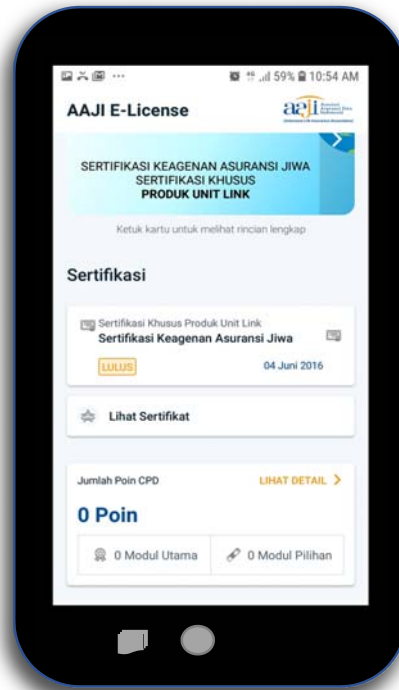 59% 10:54 AM
AAJI E-License
aaji
SERTIFIKASI KEAGENAN ASURANSI JIWA
SERTIFIKASI KHUSUS
PRODUK UNIT LINK
Ketuk kartu untuk melihat rincian lengkap
Sertifikasi
Sertifikasi Khusus Produk Unit Link
Sertifikasi Keagenan Asuransi Jiwa
LULUS 04 Juni 2016
Lihat Sertifikat
Jumlah Poin CPD LIHAT DETAIL
0 Poin
0 Modul Utama 0 Modul Pilihan